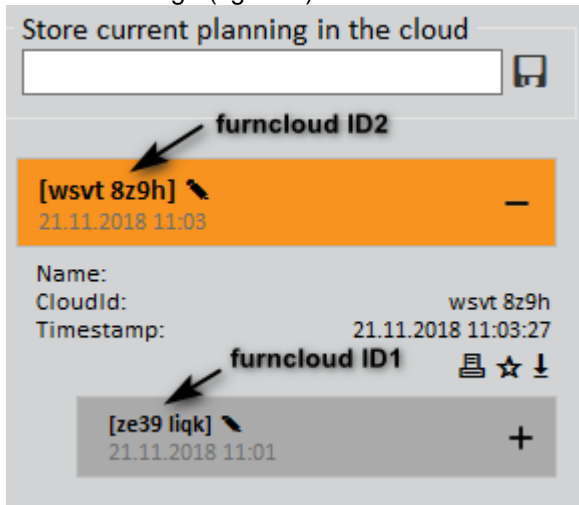 Store current planning in the cloud
furncloud ID2
[wsvt 8z9h]
21.11.2018 11:03
Name:
CloudId: wsvt 8z9h
Timestamp: 21.11.2018 11:03:27
furncloud ID1
[ze39 liqk]
21.11.2018 11:01